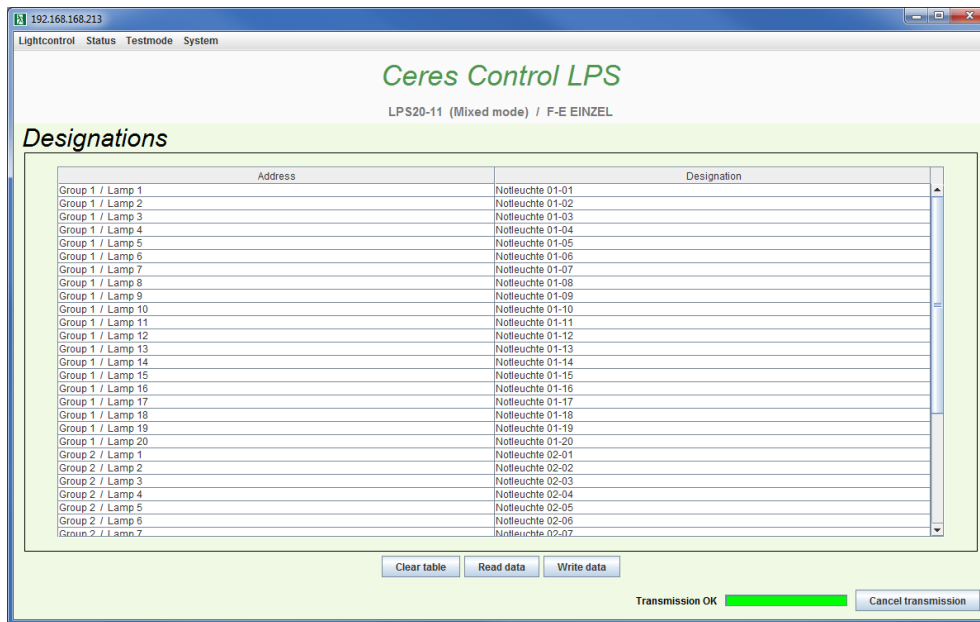 192.168.168.213
Lightcontrol Status Testmode System
Ceres Control LPS
LPS20-11 (Mixed mode) / F-E EINZEL
Designations
Address Designation
Group 1 / Lamp 1 Notleuchte 01-01
Group 1 / Lamp 2 Notleuchte 01-02
Group 1 / Lamp 3 Notleuchte 01-03
Group 1 / Lamp 4 Notleuchte 01-04
Group 1 / Lamp 5 Notleuchte 01-05
Group 1 / Lamp 6 Notleuchte 01-06
Group 1 / Lamp 7 Notleuchte 01-07
Group 1 / Lamp 8 Notleuchte 01-08
Group 1 / Lamp 9 Notleuchte 01-09
Group 1 / Lamp 10 Notleuchte 01-10
Group 1 / Lamp 11 Notleuchte 01-11
Group 1 / Lamp 12 Notleuchte 01-12
Group 1 / Lamp 13 Notleuchte 01-13
Group 1 / Lamp 14 Notleuchte 01-14
Group 1 / Lamp 15 Notleuchte 01-15
Group 1 / Lamp 16 Notleuchte 01-16
Group 1 / Lamp 17 Notleuchte 01-17
Group 1 / Lamp 18 Notleuchte 01-18
Group 1 / Lamp 19 Notleuchte 01-19
Group 1 / Lamp 20 Notleuchte 01-20
Group 2 / Lamp 1 Notleuchte 02-01
Group 2 / Lamp 2 Notleuchte 02-02
Group 2 / Lamp 3 Notleuchte 02-03
Group 2 / Lamp 4 Notleuchte 02-04
Group 2 / Lamp 5 Notleuchte 02-05
Group 2 / Lamp 6 Notleuchte 02-06
Group 2 / Lamp 7 Notleuchte 02-07
Clear table Read data Write data
Transmission OK Cancel transmission